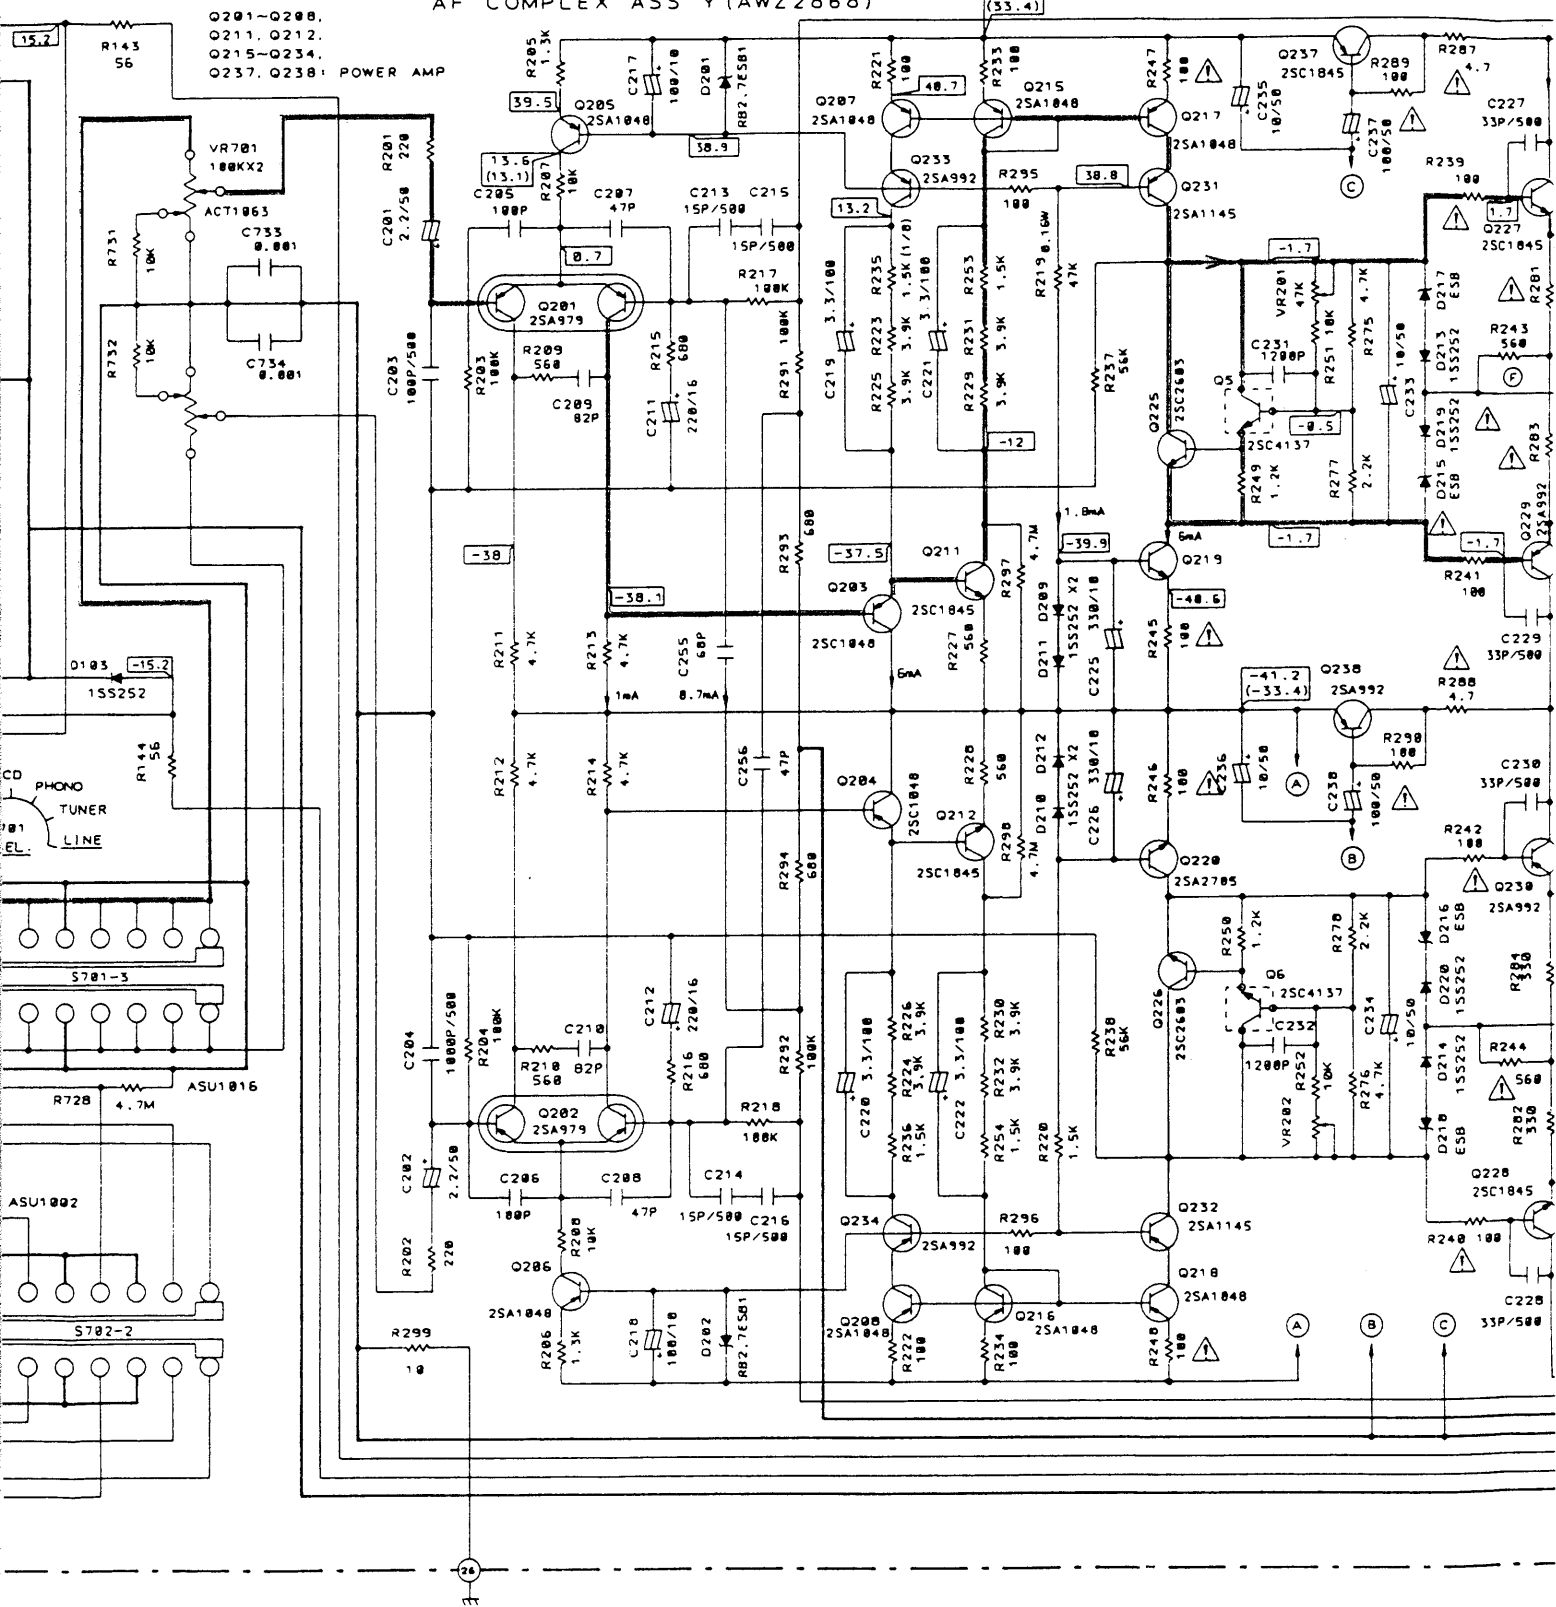 AF COMPLEX ASS'Y (AWZ2868)
(33.4)
Q201~Q208,
Q211, Q212,
Q215~Q234,
Q237, Q238: POWER AMP
15.2
R143
56
R205
1.3K
C217
100/10
D201
RB2.7ESB1
39.5
Q205
2SA1048
38.9
13.6
(13.1)
R207
10K
R221
100
40.7
Q207
2SA1048
R233
100
Q215
2SA1048
R247
100
Q217
2SA1048
C235
10/50
Q237
2SC1845
R289
100
R287
4.7
C237
100/50
C
C227
33P/500
VR701
100KX2
ACT1063
R201
220
C201
2.2/50
C205
100P
C207
47P
C213
15P/500
C215
15P/500
Q233
2SA992
R295
100
38.8
Q231
2SA1145
R239
100
1.7
Q227
2SC1845
R731
10K
C733
0.001
0.7
R217
100K
13.2
C219
3.3/100
R235
1.5K (1/8)
C221
3.3/100
R253
1.5K
R219
0.16W
47K
-1.7
VR201
47K
R275
4.7K
D217
ESB
R281
Q201
2SA979
R732
10K
C734
0.001
C203
100P/500
R203
100K
R209
560
C209
82P
R215
680
C211
220/16
R291
100K
R223
3.9K
R225
3.9K
R231
3.9K
R229
3.9K
R237
56K
C231
1200P
R251
10K
C233
10/50
D213
1SS252
R243
560
F
Q5
2SC4137
-0.5
Q225
2SC2603
R249
1.2K
R277
2.2K
D219
1SS252
D215
ESB
R283
-12
-38
R293
680
-37.5
Q211
2SC1845
R297
4.7M
1.8mA
-39.9
6mA
-1.7
Q219
-1.7
R241
100
Q229
2SA992
-38.1
Q203
2SC1048
D209
D211
1SS252 X2
330/10
C225
-40.6
R245
100
C229
33P/500
R211
4.7K
R213
4.7K
C255
68P
R227
560
D103
1SS252
-15.2
1mA
8.7mA
6mA
-41.2
(-33.4)
Q238
2SA992
R288
4.7
R144
56
R212
4.7K
R214
4.7K
C256
47P
Q204
2SC1048
R228
560
D212
D210
1SS252 X2
330/10
C226
R246
100
C236
10/50
A
C238
100/50
B
R290
100
C230
33P/500
CD
PHONO
TUNER
LINE
Q212
2SC1845
R298
4.7M
Q220
2SA2705
R242
100
Q230
2SA992
R294
680
S701-3
R250
1.2K
R278
2.2K
D216
ESB
C204
1000P/500
R204
100K
C212
220/16
C220
3.3/100
R226
3.9K
C222
3.3/100
R230
3.9K
R238
56K
Q226
2SC2603
Q6
2SC4137
C234
10/50
D220
1SS252
R284
330
R210
560
C210
82P
R216
680
R292
100K
R224
3.9K
R232
3.9K
C232
1200P
R252
10K
R276
4.7K
D214
1SS252
R244
560
ASU1016
R728
4.7M
Q202
2SA979
R218
100K
R236
1.5K
R254
1.5K
R220
1.5K
VR202
D218
ESB
R282
330
ASU1002
C202
2.2/50
C206
100P
C208
47P
C214
15P/500
C216
15P/500
Q228
2SC1845
R202
220
R208
10K
Q234
2SA992
R296
100
Q232
2SA1145
R240
100
Q206
2SA1048
Q208
2SA1048
Q216
2SA1048
Q218
2SA1048
C228
33P/500
S702-2
R299
10
R206
1.3K
C218
100/10
D202
RB2.7ESB1
R222
100
R234
100
R248
100
A
B
C
26